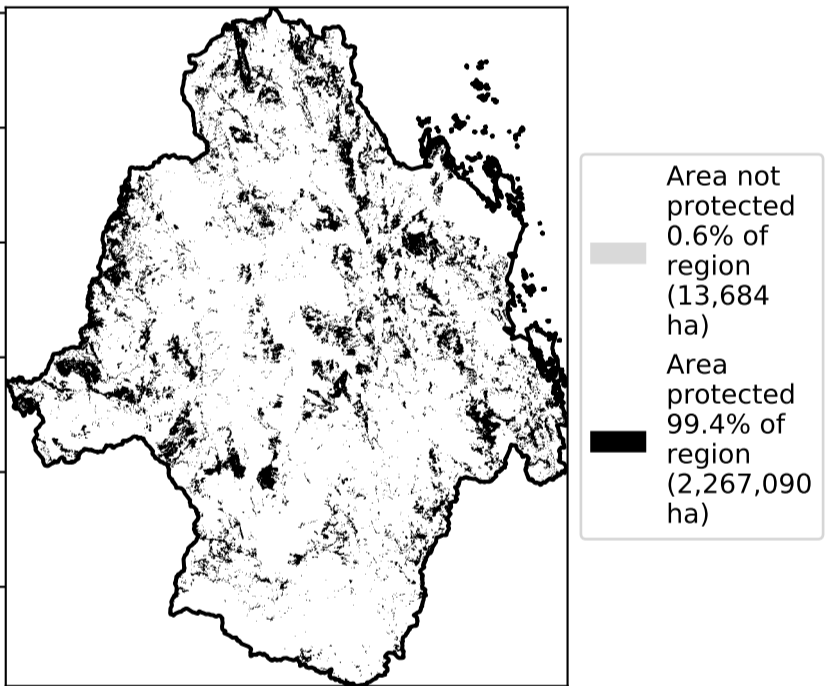 Area not
protected
0.6% of
region
(13,684
ha)
Area
protected
99.4% of
region
(2,267,090
ha)